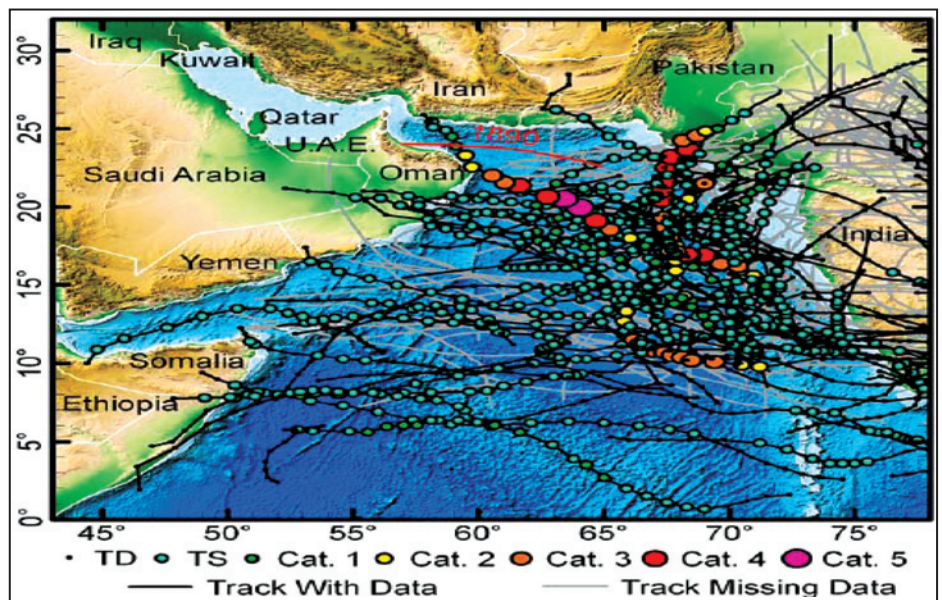 30°
25°
20°
15°
10°
5°
0°
Iraq
Kuwait
Iran
Pakistan
Qatar
U.A.E.
1890
Saudi Arabia
Oman
India
Yemen
Somalia
Ethiopia
45° 50° 55° 60° 65° 70° 75°
TD TS Cat. 1 Cat. 2 Cat. 3 Cat. 4 Cat. 5
Track With Data Track Missing Data